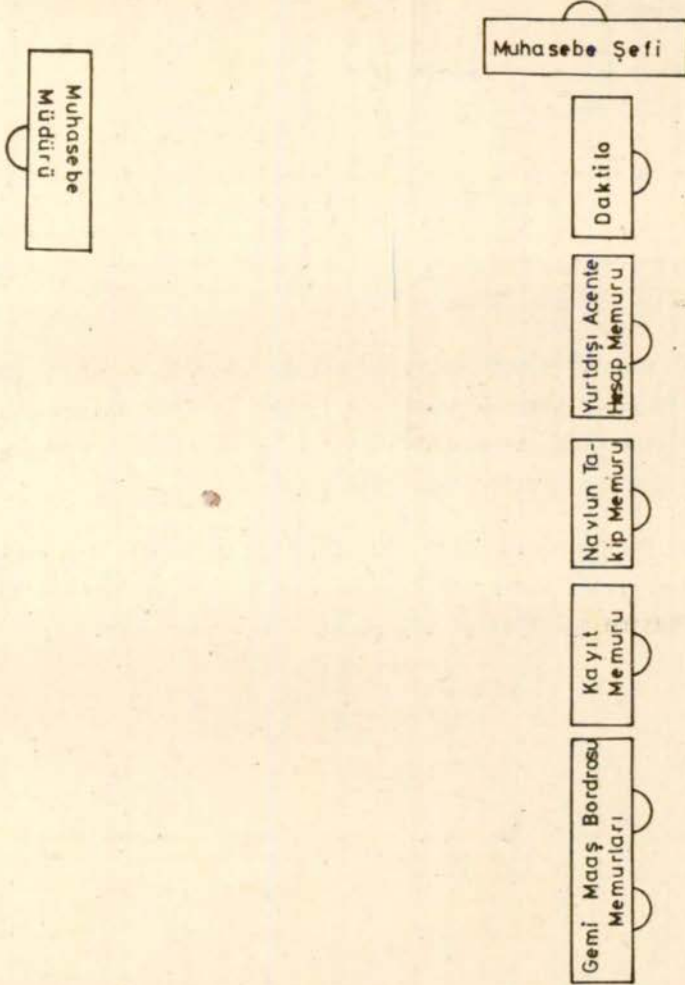 Muhasebe Şefi
Muhasebe
Müdürü
Daktilo
Yurtdışı Acente
Hesap Memuru
Navlun Ta-
kip Memuru
Kayıt
Memuru
Gemi Maaş Bordrosu
Memurları